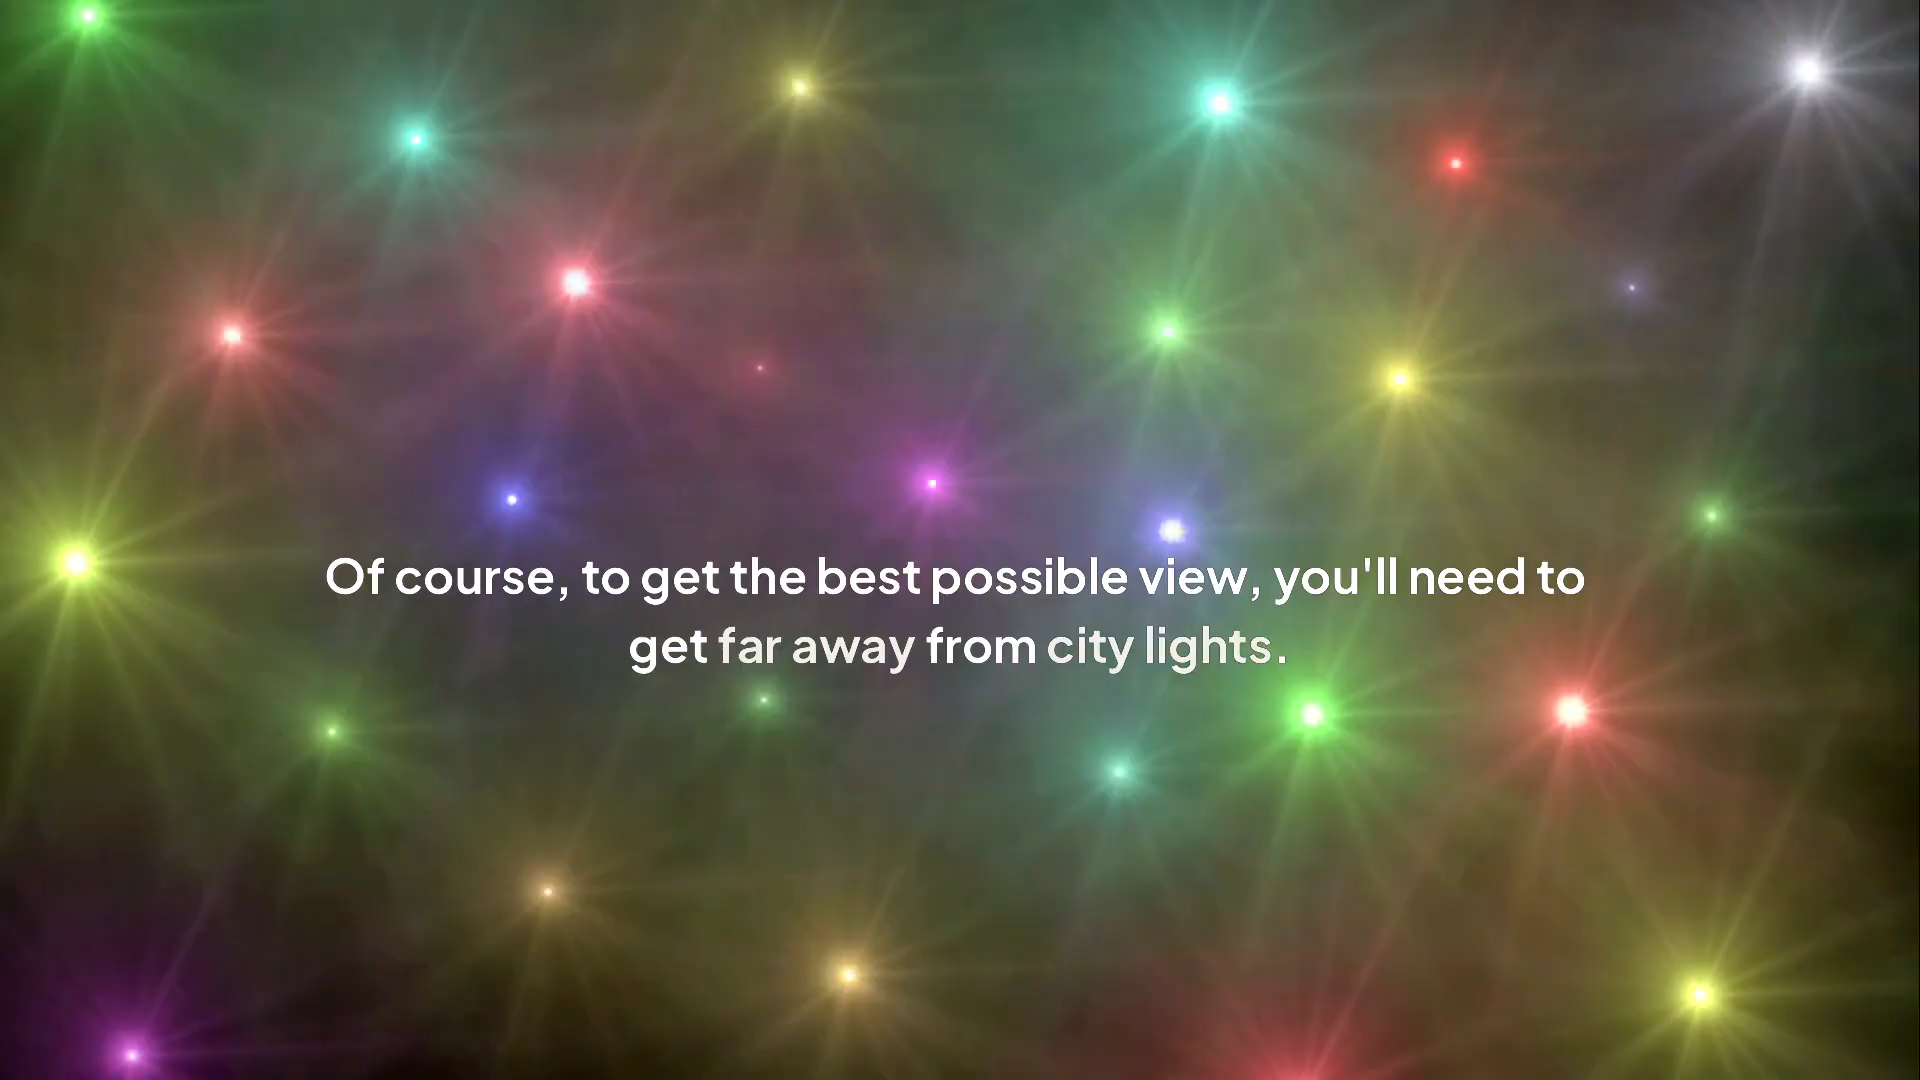 Of course, to get the best possible view, you'll need to
get far away from city lights.